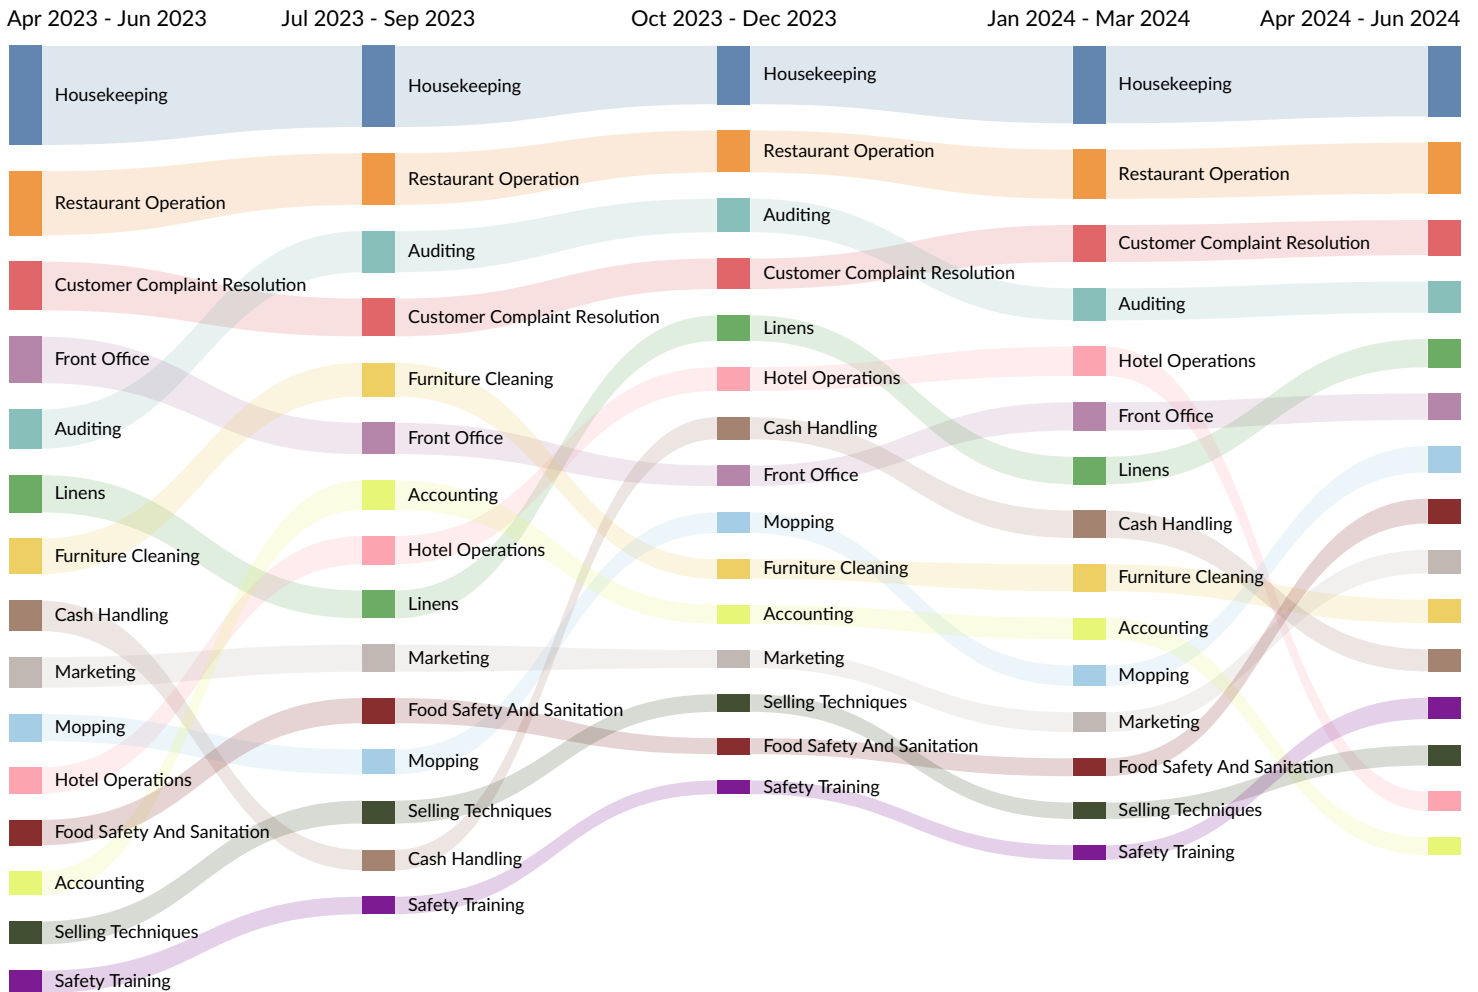 Apr 2023 - Jun 2023
Jul 2023 - Sep 2023
Oct 2023 - Dec 2023
Jan 2024 - Mar 2024
Apr 2024 - Jun 2024
Housekeeping
Restaurant Operation
Customer Complaint Resolution
Front Office
Auditing
Linens
Furniture Cleaning
Cash Handling
Marketing
Mopping
Hotel Operations
Food Safety And Sanitation
Accounting
Selling Techniques
Safety Training
Housekeeping
Restaurant Operation
Auditing
Customer Complaint Resolution
Furniture Cleaning
Front Office
Accounting
Hotel Operations
Linens
Marketing
Food Safety And Sanitation
Mopping
Selling Techniques
Cash Handling
Safety Training
Housekeeping
Restaurant Operation
Auditing
Customer Complaint Resolution
Linens
Hotel Operations
Cash Handling
Front Office
Mopping
Furniture Cleaning
Accounting
Marketing
Selling Techniques
Food Safety And Sanitation
Safety Training
Housekeeping
Restaurant Operation
Customer Complaint Resolution
Auditing
Hotel Operations
Front Office
Linens
Cash Handling
Furniture Cleaning
Accounting
Mopping
Marketing
Food Safety And Sanitation
Selling Techniques
Safety Training